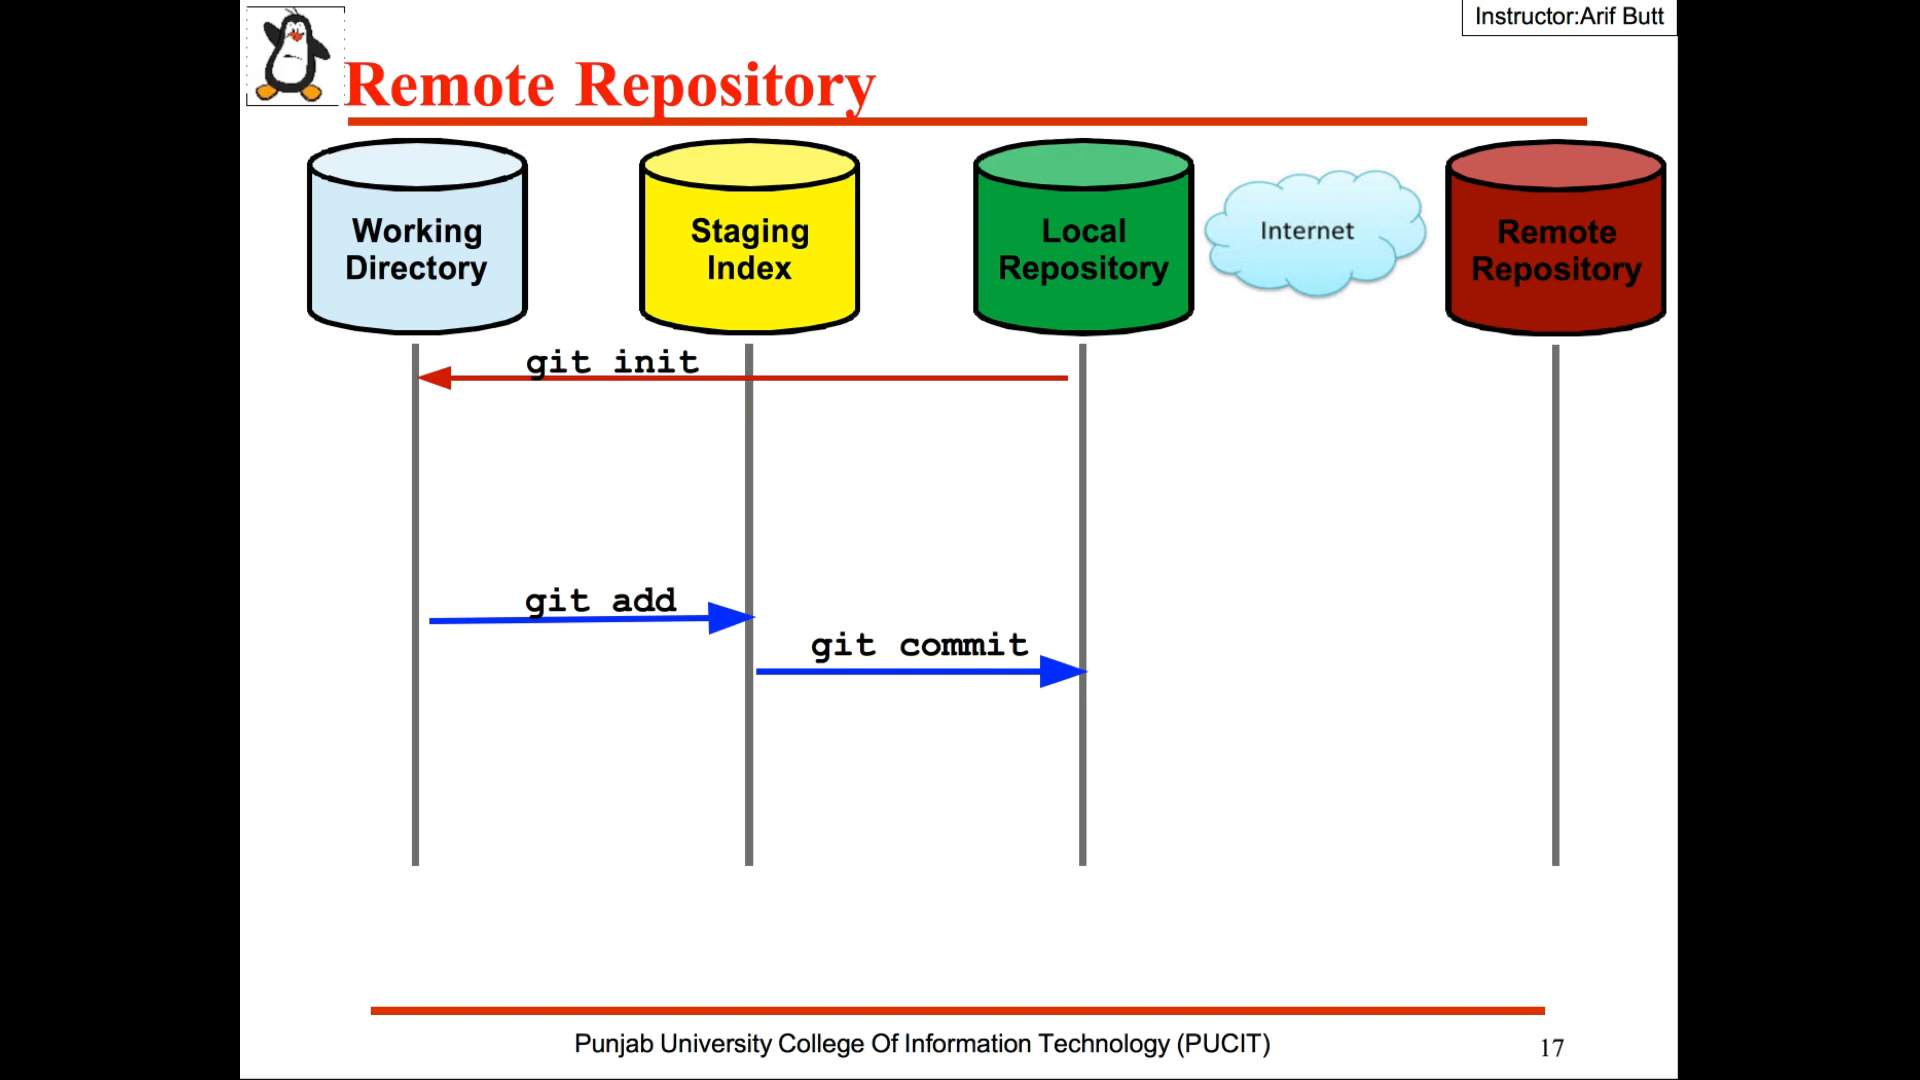 Instructor:Arif Butt
Remote Repository
Working
Directory
Staging
Index
Local
Repository
Internet
Remote
Repository
git init
git add
git commit
Punjab University College Of Information Technology (PUCIT)
17